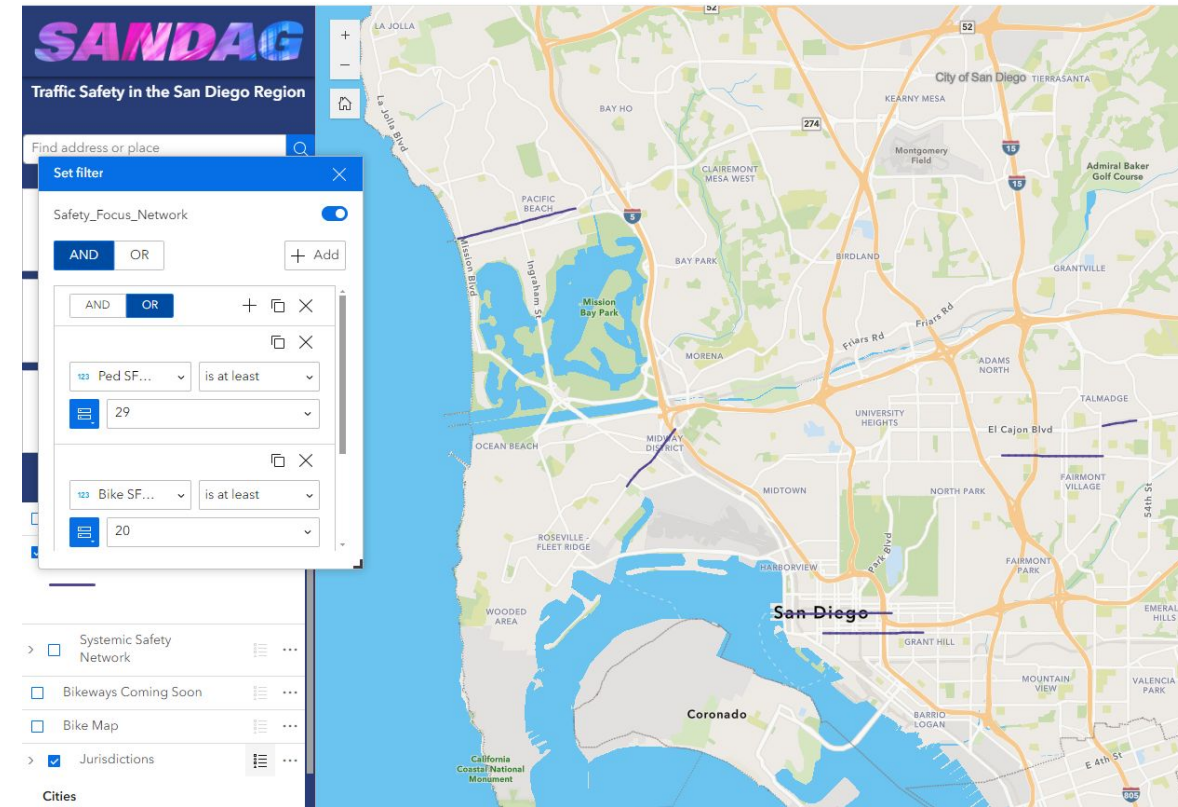 SANDAG
Traffic Safety in the San Diego Region
Find address or place
Set filter
Safety_Focus_Network
AND OR
Add
AND OR
123 Ped SF... is at least
29
123 Bike SF... is at least
20
Systemic Safety
Network
Bikeways Coming Soon
Bike Map
Jurisdictions
Cities
52
LA JOLLA
52
City of San Diego
TIERRASANTA
KEARNY MESA
La Jolla Blvd
BAY HO
274
Montgomery
Field
15
15
Admiral Baker
Golf Course
CLAIREMONT
MESA WEST
PACIFIC
BEACH
5
Mission Blvd
Ingraham St
BAY PARK
BIRDLAND
GRANTVILLE
Mission
Bay Park
Friars Rd
Friars Rd
MORENA
ADAMS
NORTH
TALMADGE
UNIVERSITY
HEIGHTS
El Cajon Blvd
OCEAN BEACH
MIDWAY
DISTRICT
FAIRMONT
VILLAGE
54th St
MIDTOWN
NORTH PARK
ROSEVILLE -
FLEET RIDGE
Park Blvd
HARBORVIEW
FAIRMONT
PARK
WOODED
AREA
San Diego
EMERAL
HILLS
GRANT HILL
MOUNTAIN
VIEW
VALENCIA
PARK
Coronado
BARRIO
LOGAN
California
Coastal National
Monument
E 4th St
805